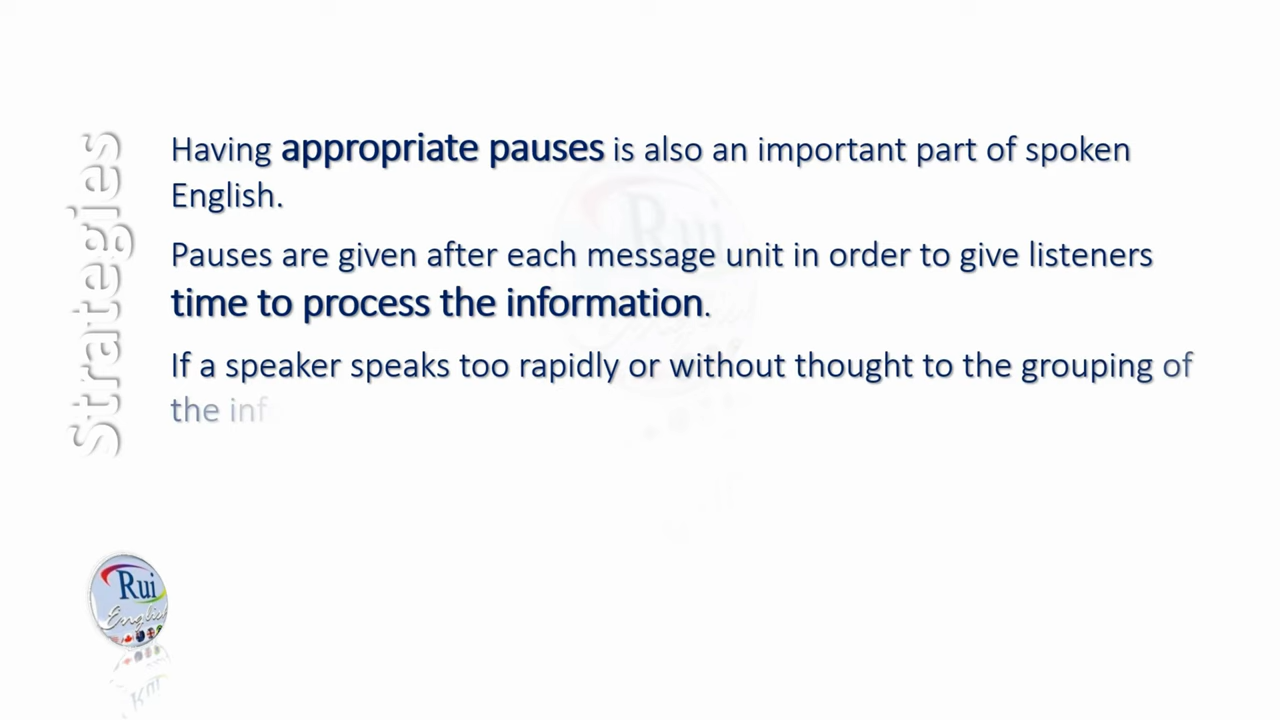 Strategies
Having appropriate pauses is also an important part of spoken
English.
Pauses are given after each message unit in order to give listeners
time to process the information.
If a speaker speaks too rapidly or without thought to the grouping of
the
Rui
English